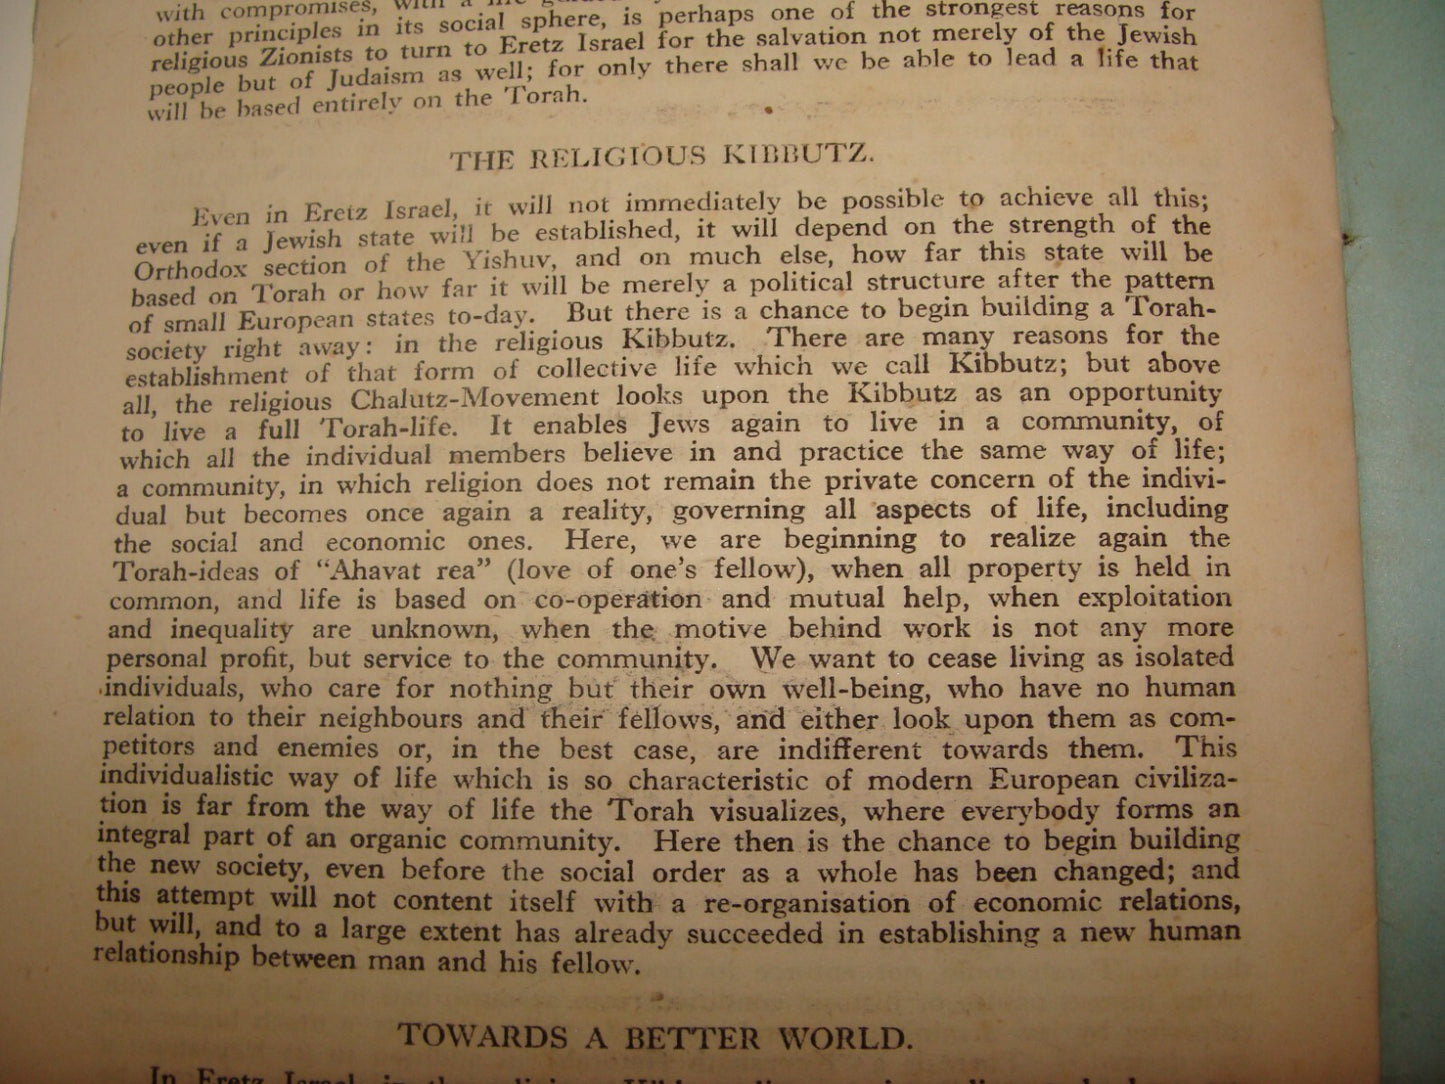 with compromises, with a life
other principles in its social sphere, is perhaps one of the strongest reasons for
religious Zionists to turn to Eretz Israel for the salvation not merely of the Jewish
people but of Judaism as well; for only there shall we be able to lead a life that
will be based entirely on the Torah.
THE RELIGIOUS KIBBUTZ.
Even in Eretz Israel, it will not immediately be possible to achieve all this;
even if a Jewish state will be established, it will depend on the strength of the
Orthodox section of the Yishuv, and on much else, how far this state will be
based on Torah or how far it will be merely a political structure after the pattern
of small European states to-day. But there is a chance to begin building a Torah-
society right away: in the religious Kibbutz. There are many reasons for the
establishment of that form of collective life which we call Kibbutz; but above
all, the religious Chalutz-Movement looks upon the Kibbutz as an opportunity
to live a full Torah-life. It enables Jews again to live in a community, of
which all the individual members believe in and practice the same way of life;
a community, in which religion does not remain the private concern of the indivi-
dual but becomes once again a reality, governing all aspects of life, including
the social and economic ones. Here, we are beginning to realize again the
Torah-ideas of “Ahavat rea” (love of one’s fellow), when all property is held in
common, and life is based on co-operation and mutual help, when exploitation
and inequality are unknown, when the motive behind work is not any more
personal profit, but service to the community. We want to cease living as isolated
individuals, who care for nothing but their own well-being, who have no human
relation to their neighbours and their fellows, and either look upon them as com-
petitors and enemies or, in the best case, are indifferent towards them. This
individualistic way of life which is so characteristic of modern European civiliza-
tion is far from the way of life the Torah visualizes, where everybody forms an
integral part of an organic community. Here then is the chance to begin building
the new society, even before the social order as a whole has been changed; and
this attempt will not content itself with a re-organisation of economic relations,
but will, and to a large extent has already succeeded in establishing a new human
relationship between man and his fellow.
TOWARDS A BETTER WORLD.
In Eretz Israel, in the religious